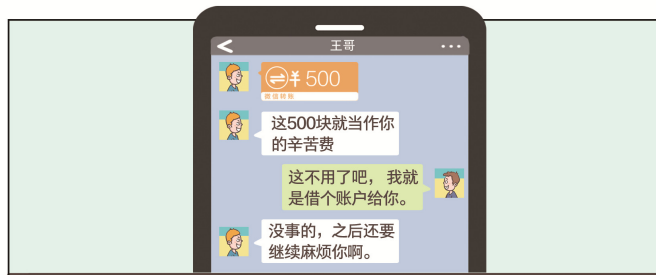 王哥
¥500
微信转账
这500块就当作你
的辛苦费
这不用了吧，我就
是借个账户给你。
没事的，之后还要
继续麻烦你啊。